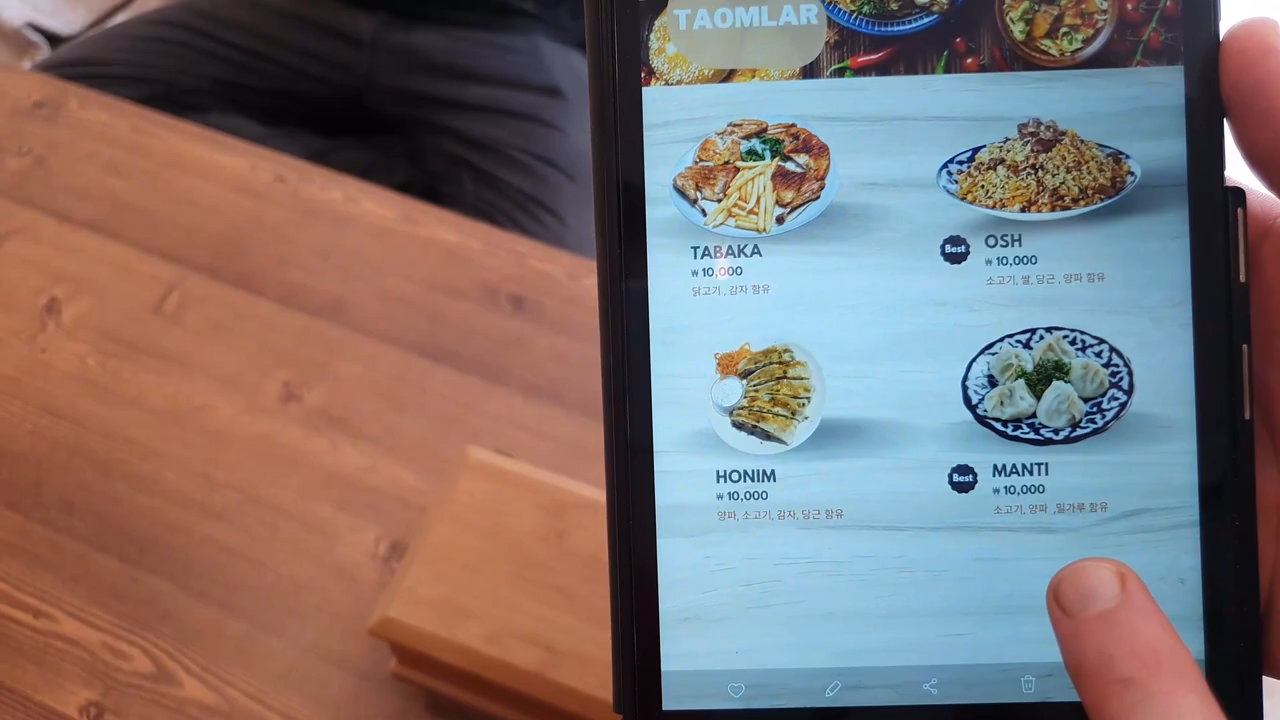 TAOMLAR
TABAKA
₩ 10,000
닭고기, 감자 함유
Best
OSH
₩ 10,000
소고기, 쌀, 당근, 양파 함유
HONIM
₩ 10,000
양파, 소고기, 감자, 당근 함유
Best
MANTI
₩ 10,000
소고기, 양파 ,밀가루 함유